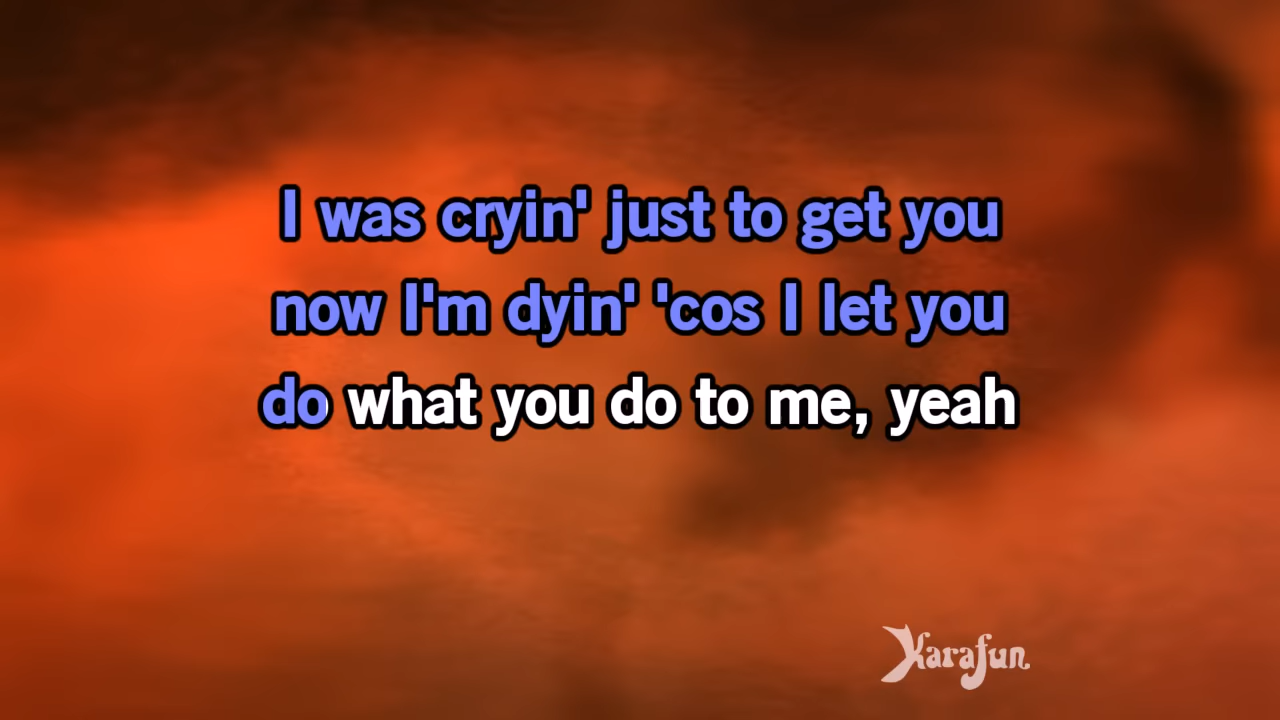 I was cryin' just to get you
now I'm dyin' 'cos I let you
do what you do to me, yeah
Karafun